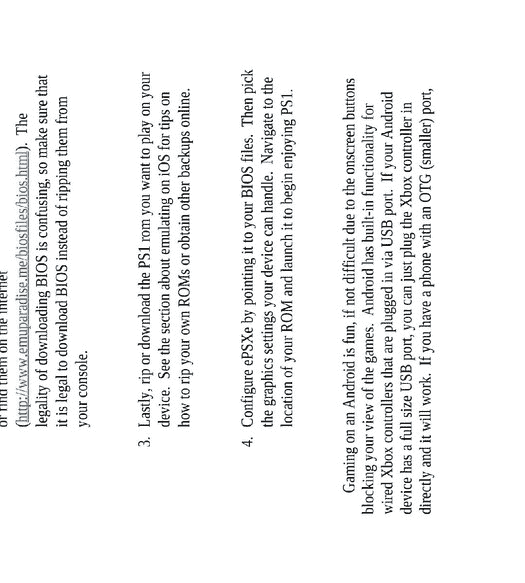 or find them on the internet
(http://www.emuparadise.me/biosfiles/bios.html).  The
legality of downloading BIOS is confusing, so make sure that
it is legal to download BIOS instead of ripping them from
your console.
3.  Lastly, rip or download the PS1 rom you want to play on your
device.  See the section about emulating on iOS for tips on
how to rip your own ROMs or obtain other backups online.
4.  Configure ePSXe by pointing it to your BIOS files.  Then pick
the graphics settings your device can handle.  Navigate to the
location of your ROM and launch it to begin enjoying PS1.
Gaming on an Android is fun, if not difficult due to the onscreen buttons
blocking your view of the games.  Android has built-in functionality for
wired Xbox controllers that are plugged in via USB port.  If your Android
device has a full size USB port, you can just plug the Xbox controller in
directly and it will work.  If you have a phone with an OTG (smaller) port,